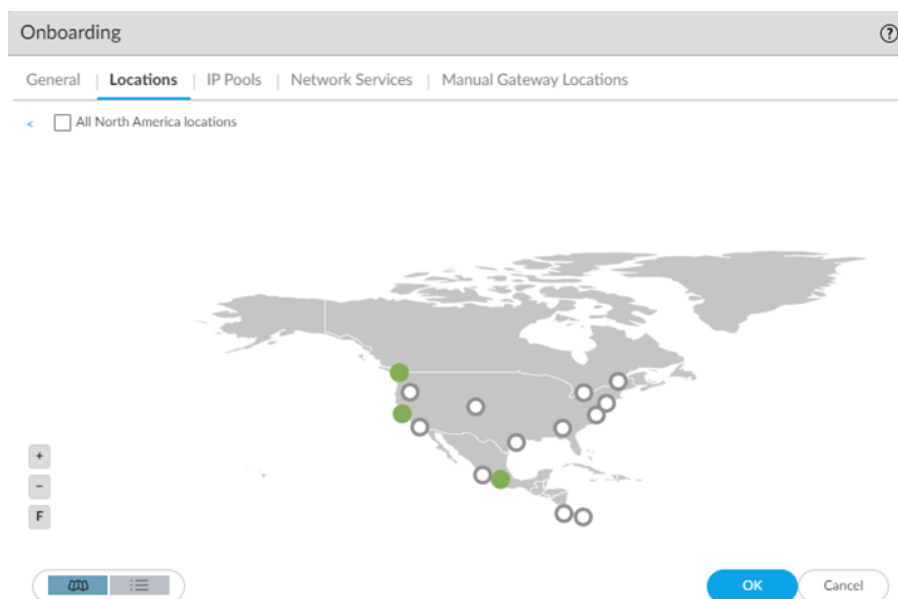 Onboarding
?
General | Locations | IP Pools | Network Services | Manual Gateway Locations
< All North America locations
+
−
F
OK Cancel